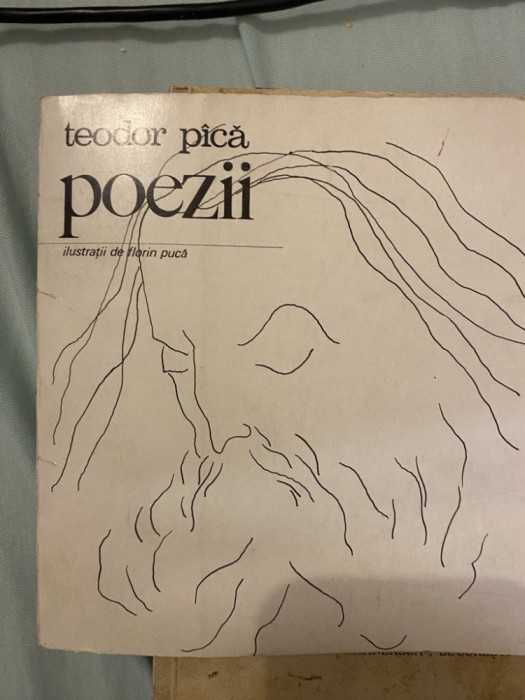 teodor pîcă
poezii
ilustrații de florin pucă